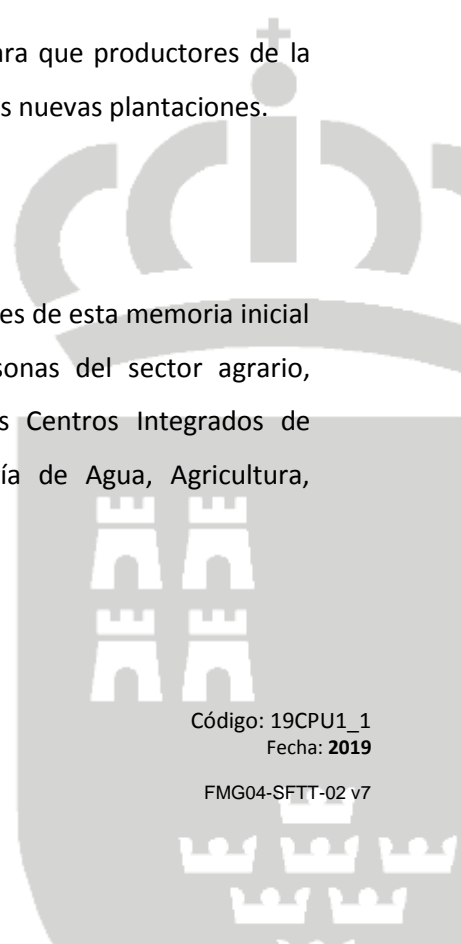 ara que productores de la
s nuevas plantaciones.
es de esta memoria inicial
sonas del sector agrario,
s Centros Integrados de
ía de Agua, Agricultura,
Código: 19CPU1_1
Fecha: 2019
FMG04-SFTT-02 v7